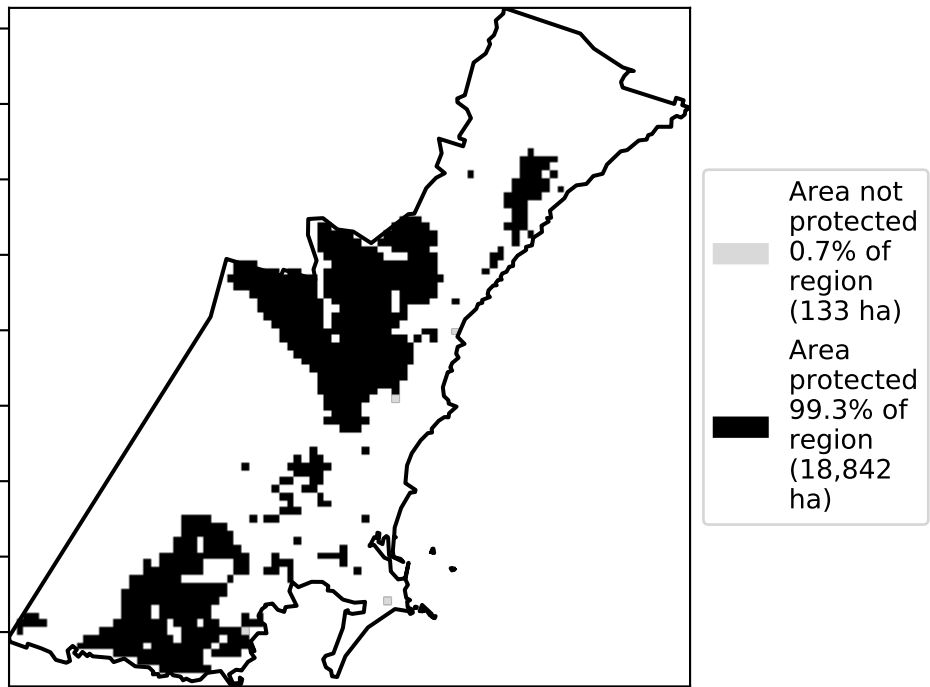 Area not
protected
0.7% of
region
(133 ha)
Area
protected
99.3% of
region
(18,842
ha)